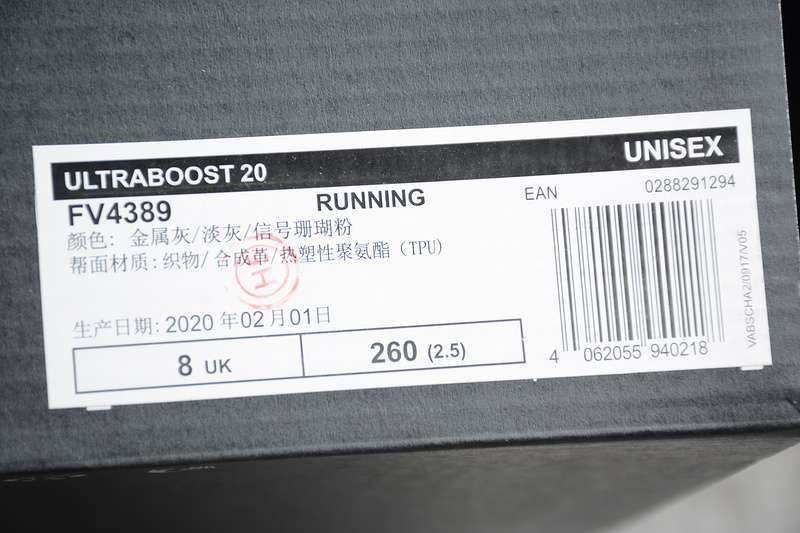 ULTRABOOST 20
UNISEX
FV4389
RUNNING
EAN
0288291294
颜色: 金属灰/淡灰/信号珊瑚粉
帮面材质: 织物/合成革/热塑性聚氨酯 (TPU)
生产日期: 2020 年02月01日
8 UK
260 (2.5)
4 062055 940218
VABSCHA2/0917/V05